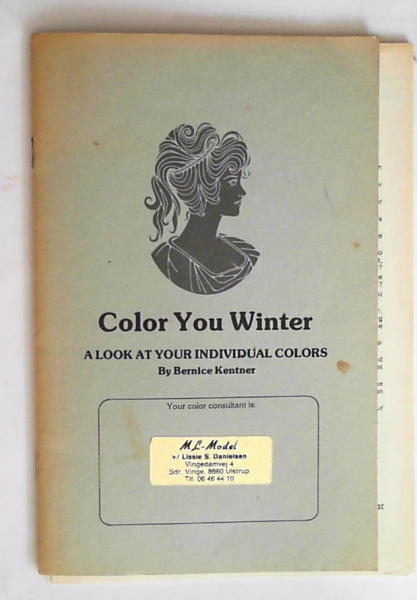 Color You Winter
A LOOK AT YOUR INDIVIDUAL COLORS
By Bernice Kentner
Your color consultant is:
ML-Model
v/ Lissie S. Danielsen
Vingedamvej 4
Sdr. Vinge, 8860 Ulstrup
Tlf. 06 46 44 10